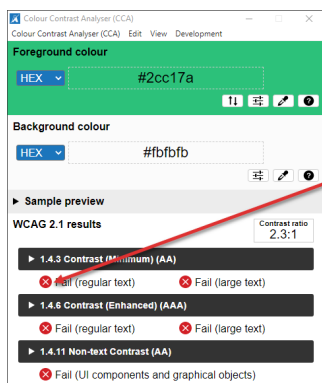 Colour Contrast Analyser (CCA)
Colour Contrast Analyser (CCA) Edit View Development
Foreground colour
HEX #2cc17a
Background colour
HEX #fbfbfb
Sample preview
WCAG 2.1 results
Contrast ratio
2.3:1
1.4.3 Contrast (Minimum) (AA)
Fail (regular text) Fail (large text)
1.4.6 Contrast (Enhanced) (AAA)
Fail (regular text) Fail (large text)
1.4.11 Non-text Contrast (AA)
Fail (UI components and graphical objects)